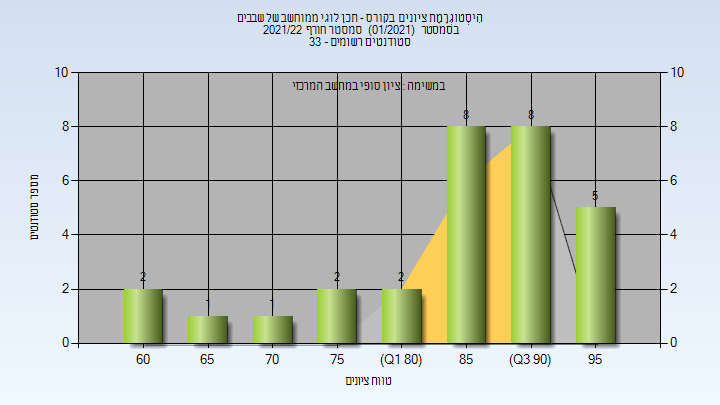 היסטוגרמת ציונים בקורס - תכן לוגי ממוחשב של שבבים
בסמסטר (01/2021) סמסטר חורף 2021/22
סטודנטים רשומים - 33
במשימה : ציון סופי במחשב המרכזי
10 10
8 8
6 6
4 4
2 2
0 0
2 1 1 2 2 8 8 5
60 65 70 75 (Q1 80) 85 (Q3 90) 95
מספר סטודנטים
טווח ציונים